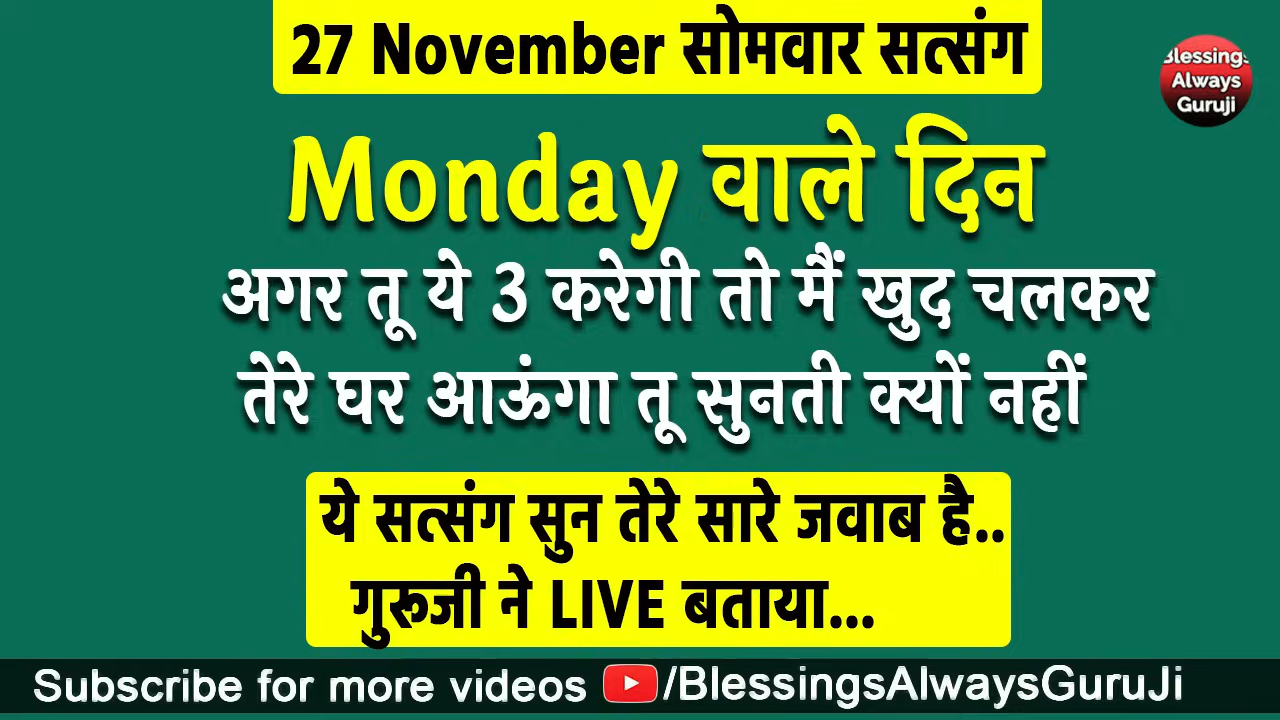 27 November सोमवार सत्संग
Blessings
Always
Guruji
Monday वाले दिन
अगर तू ये 3 करेगी तो मैं खुद चलकर
तेरे घर आऊंगा तू सुनती क्यों नहीं
ये सत्संग सुन तेरे सारे जवाब है..
गुरूजी ने LIVE बताया...
Subscribe for more videos /BlessingsAlwaysGuruJi